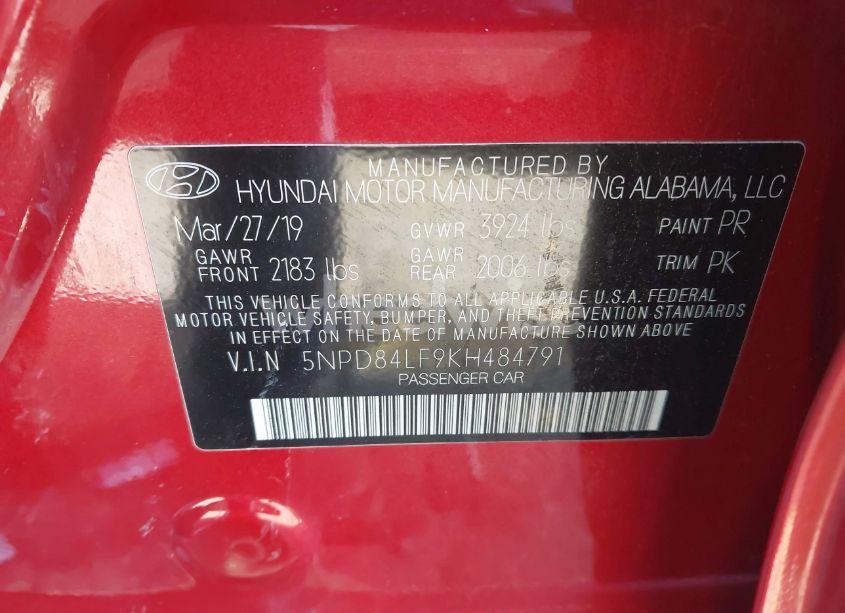 MANUFACTURED BY
HYUNDAI MOTOR MANUFACTURING ALABAMA, LLC
Mar/27/19 GVWR 3924 lbs PAINT PR
GAWR FRONT 2183 lbs GAWR REAR 2006 lbs TRIM PK
THIS VEHICLE CONFORMS TO ALL APPLICABLE U.S.A. FEDERAL
MOTOR VEHICLE SAFETY, BUMPER, AND THEFT PREVENTION STANDARDS
IN EFFECT ON THE DATE OF MANUFACTURE SHOWN ABOVE.
V.I.N 5NPD84LF9KH484791
PASSENGER CAR